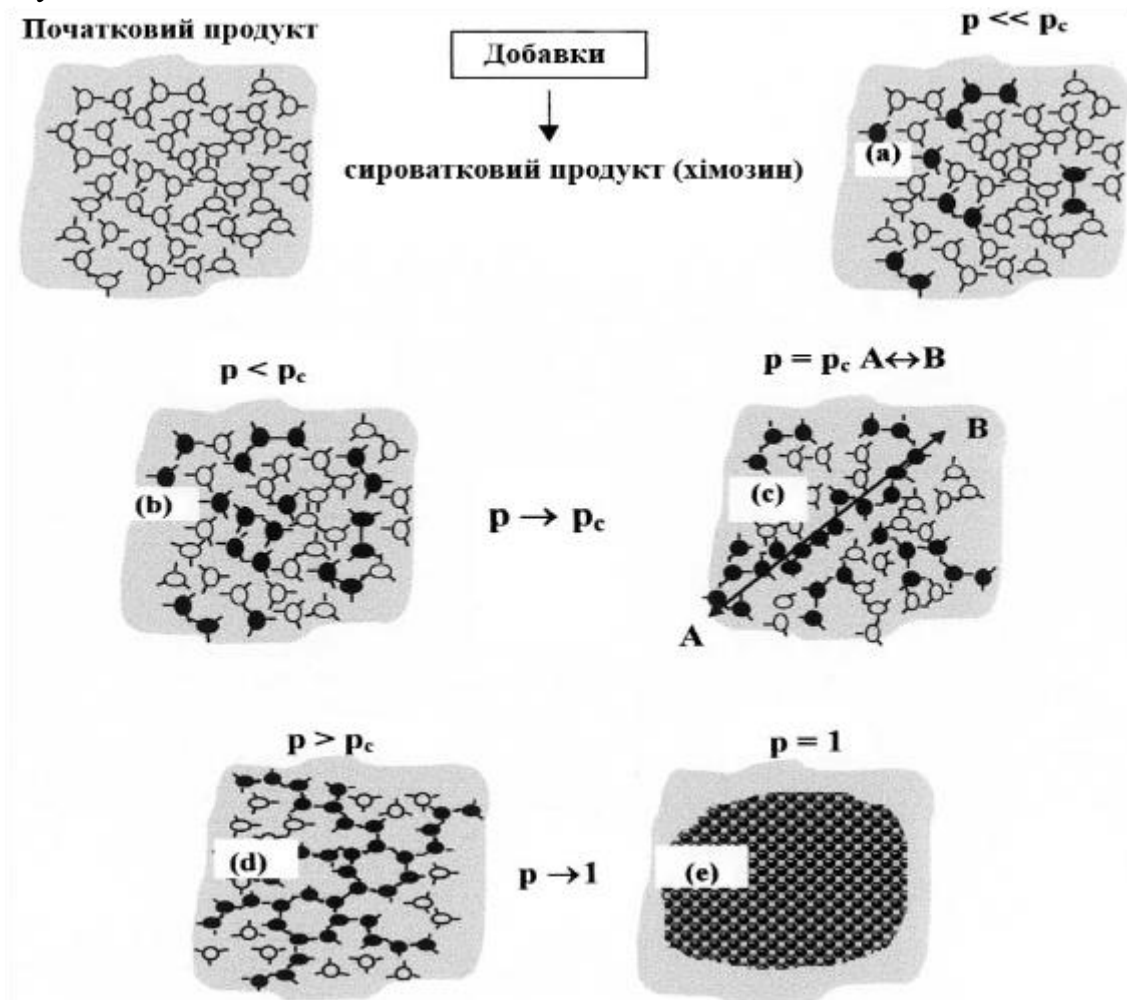 Початковий продукт
Добавки
p << pc
сироватковий продукт (хімозин)
(a)
p < pc
p = pc A↔B
(b)
p → pc
(c)
B
A
p > pc
p = 1
(d)
p →1
(e)